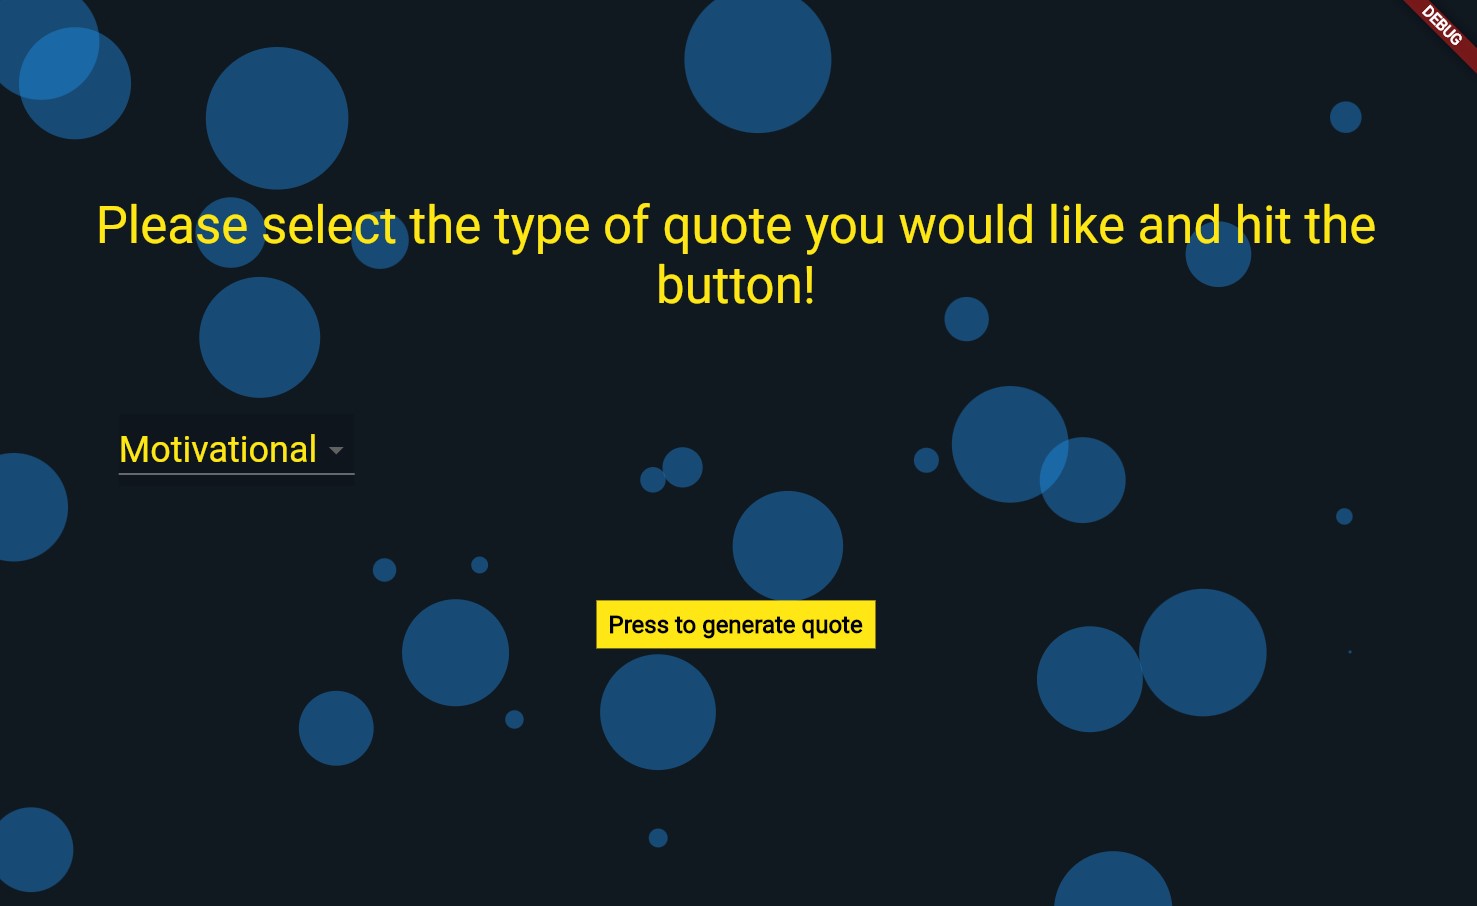 DEBUG
Please select the type of quote you would like and hit the
button!
Motivational
Press to generate quote